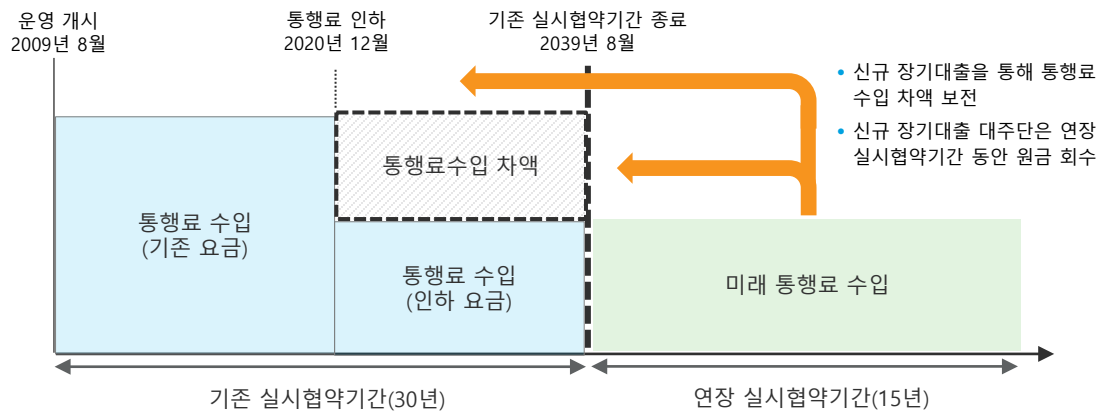 운영 개시
2009년 8월
통행료 인하
2020년 12월
기존 실시협약기간 종료
2039년 8월
• 신규 장기대출을 통해 통행료
수입 차액 보전
• 신규 장기대출 대주단은 연장
실시협약기간 동안 원금 회수
통행료수입 차액
통행료 수입
(기존 요금)
통행료 수입
(인하 요금)
미래 통행료 수입
기존 실시협약기간(30년)
연장 실시협약기간(15년)